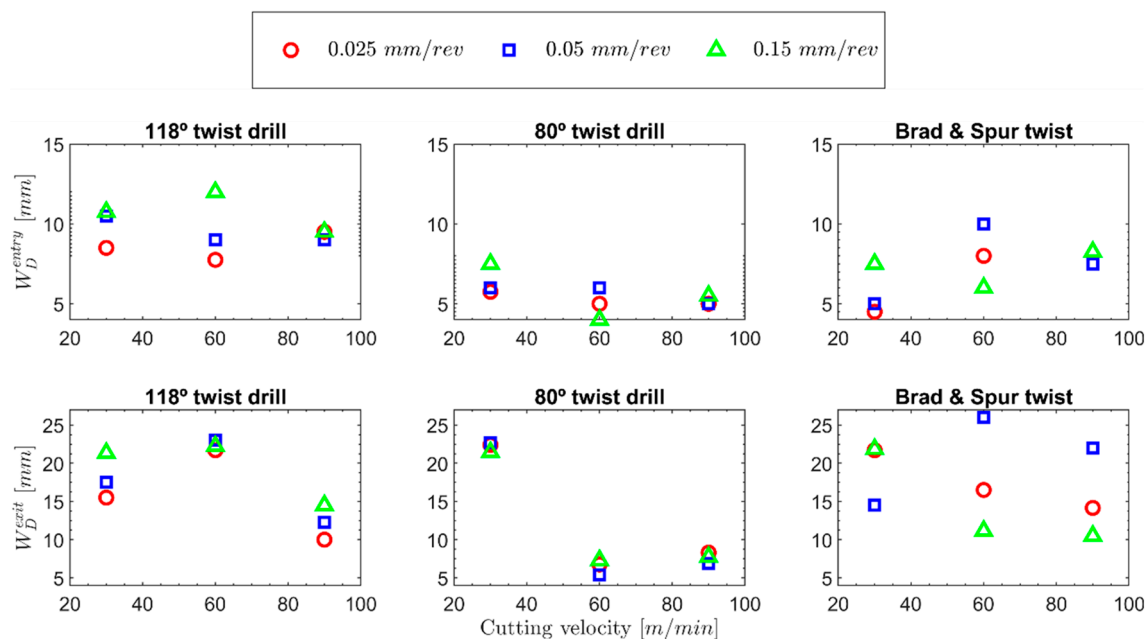 0.025 mm/rev 0.05 mm/rev 0.15 mm/rev
118º twist drill 80º twist drill Brad & Spur twist
W_D^{entry} [mm]
15 15 15
10 10 10
5 5 5
20 40 60 80 100 20 40 60 80 100 20 40 60 80 100
118º twist drill 80º twist drill Brad & Spur twist
W_D^{exit} [mm]
25 25 25
20 20 20
15 15 15
10 10 10
5 5 5
20 40 60 80 100 20 40 60 80 100 20 40 60 80 100
Cutting velocity [m/min]